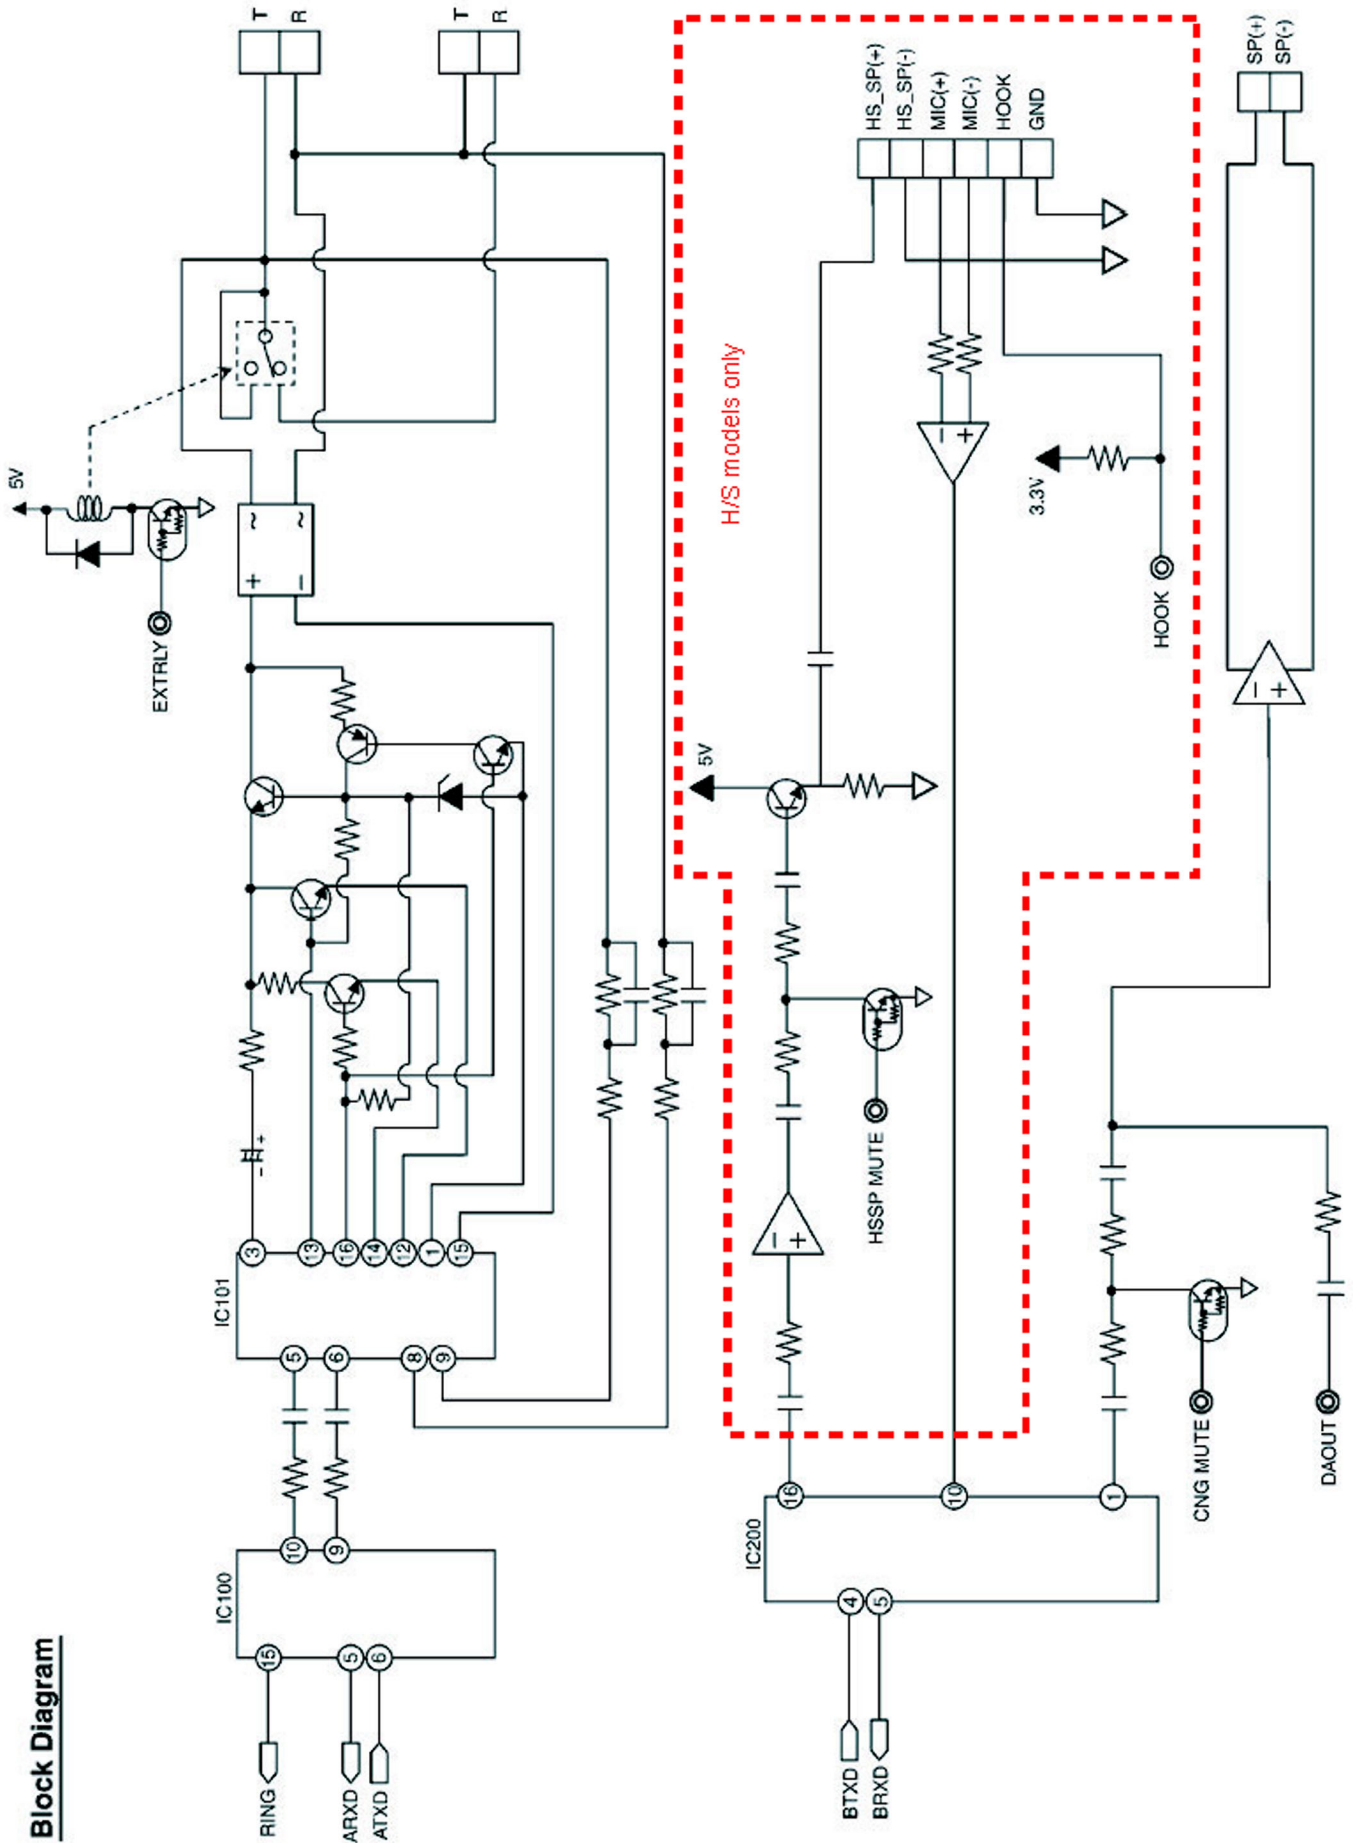 Block Diagram
RING
ARXD
ATXD
15
5
6
IC100
10
9
5
6
8
9
IC101
3
13
16
14
12
1
15
- +
EXTRLY
5V
+ ~
- ~
T
R
T
R
BTXD
BRXD
4
5
IC200
16
10
1
- +
HSSP MUTE
5V
H/S models only
- +
3.3V
HOOK
HS_SP(+)
HS_SP(-)
MIC(+)
MIC(-)
HOOK
GND
CNG MUTE
DAOUT
- +
SP(+)
SP(-)